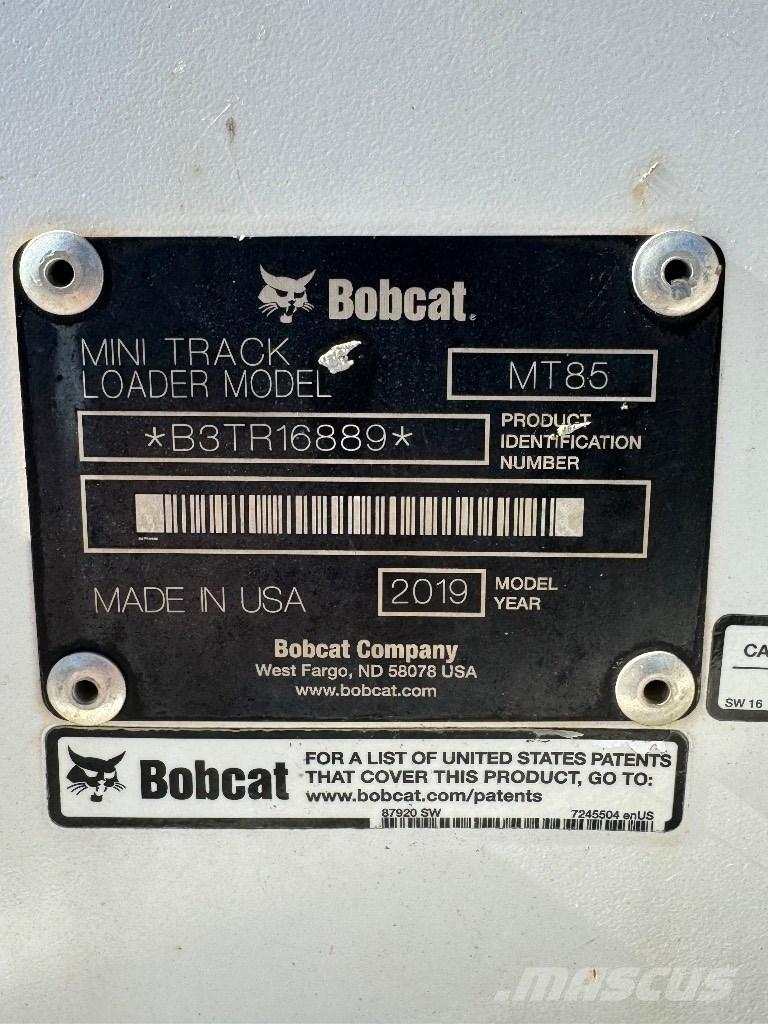 Bobcat®
MINI TRACK
LOADER MODEL
MT85
*B3TR16889*
PRODUCT
IDENTIFICATION
NUMBER
MADE IN USA
2019
MODEL
YEAR
Bobcat Company
West Fargo, ND 58078 USA
www.bobcat.com
CA
SW 16
Bobcat
FOR A LIST OF UNITED STATES PATENTS
THAT COVER THIS PRODUCT, GO TO:
www.bobcat.com/patents
87920 SW
7245504 enUS
mascus